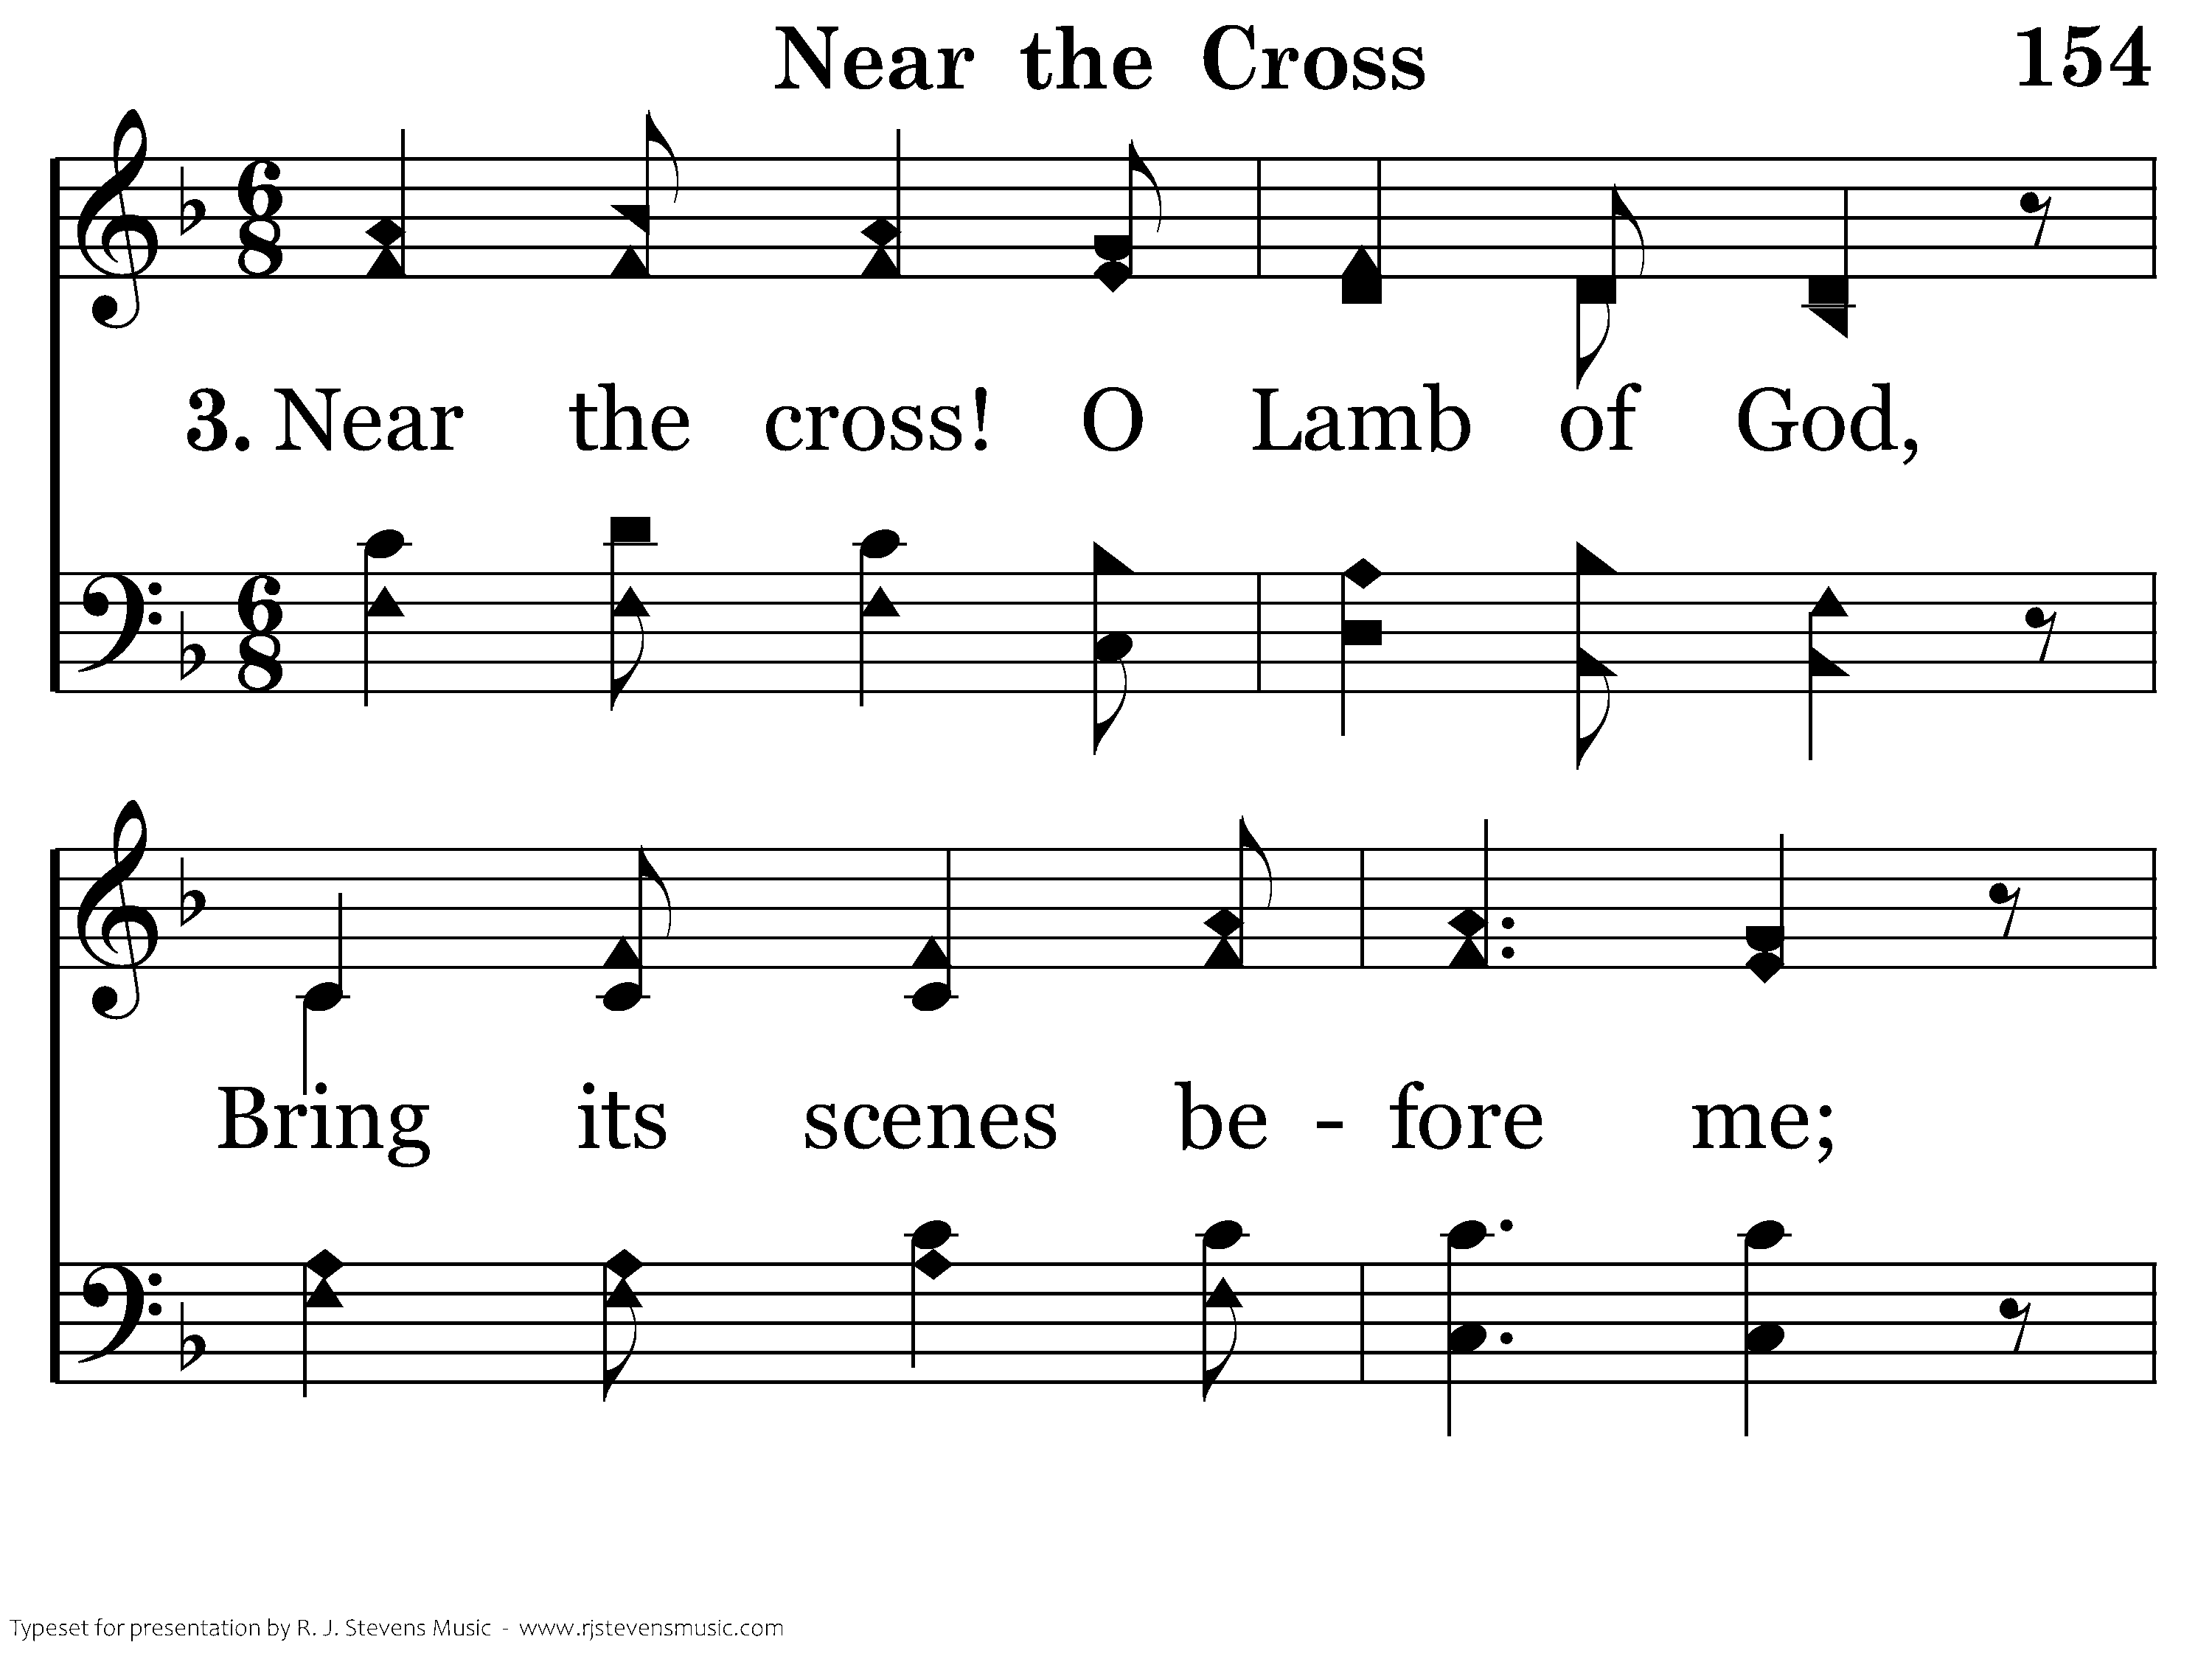 Near the Cross 154
3. Near the cross! O Lamb of God,
Bring its scenes be - fore me;
Typeset for presentation by R. J. Stevens Music - www.rjstevensmusic.com